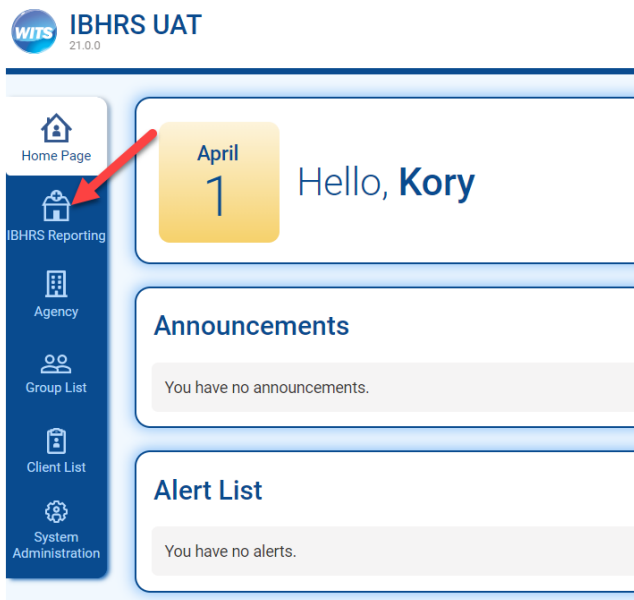 WITS
IBHRS UAT
21.0.0
Home Page
IBHRS Reporting
Agency
Group List
Client List
System
Administration
April
1
Hello, Kory
Announcements
You have no announcements.
Alert List
You have no alerts.